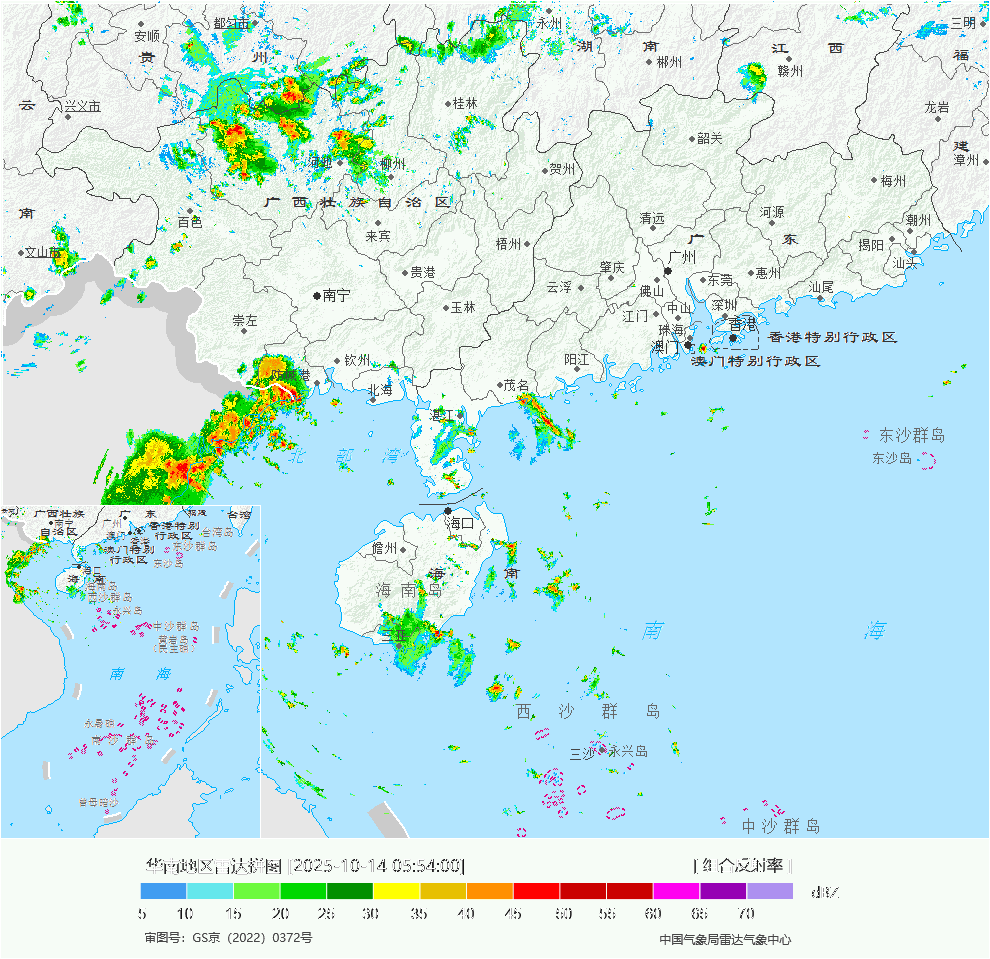 都匀市
永州
三明
安顺
贵
州
湖
南
江
西
福
郴州
赣州
云
兴义市
桂林
龙岩
韶关
建
漳州
河池
柳州
贺州
梅州
广西壮族自治区
南
百色
来宾
清远
河源
潮州
梧州
广
东
揭阳
文山市
广州
汕头
贵港
肇庆
惠州
东莞
南宁
云浮
佛山
汕尾
玉林
江门
中山
深圳
崇左
珠海
香港
香港特别行政区
澳门
澳门特别行政区
钦州
阳江
防城港
北海
茂名
湛江
东沙群岛
北部湾
东沙岛
海口
儋州
海
南
海南岛
三亚
南
海
西沙群岛
三沙
永兴岛
中沙群岛
广西壮族
自治区
广
东
台湾
南宁
广州
香港特别
行政区
澳门特别
行政区
台湾岛
东沙群岛
东沙岛
海口
海
南
海南岛
西沙群岛
永兴岛
中沙群岛
黄岩岛
(民主礁)
南
海
永暑礁
南沙群岛
曾母暗沙
华南地区雷达拼图 [2025-10-14 05:54:00]
[ 组合反射率 ]
dBZ
5 10 15 20 25 30 35 40 45 50 55 60 65 70
审图号：GS京（2022）0372号
中国气象局雷达气象中心